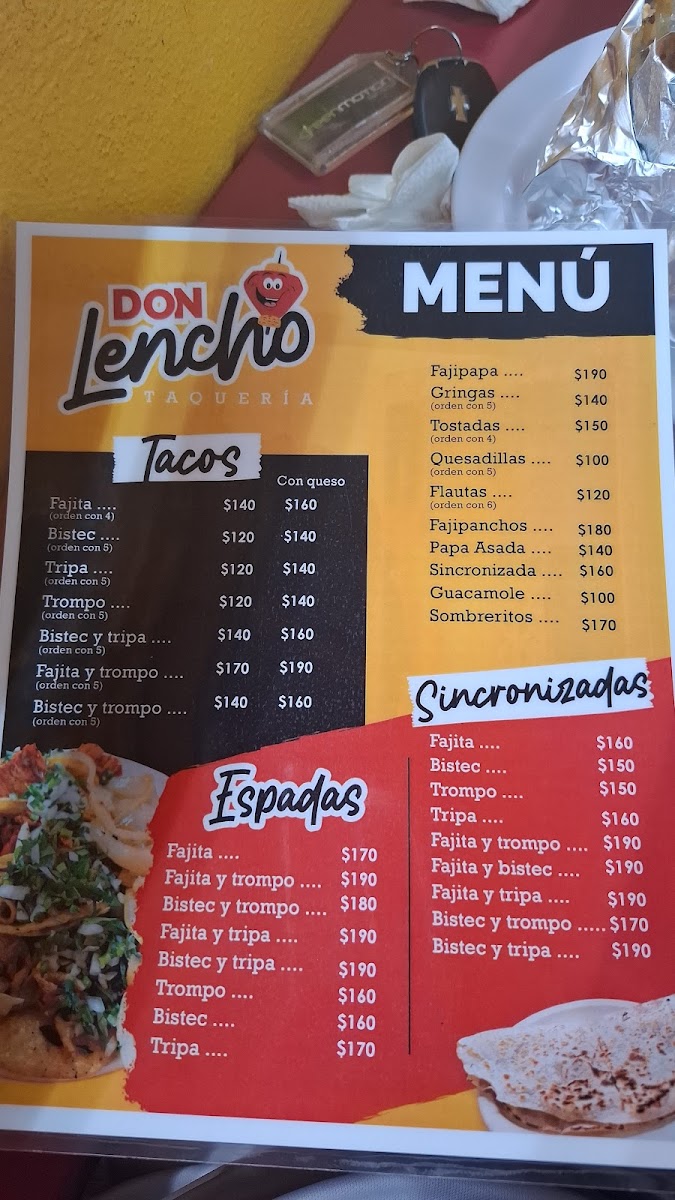 greenmotion
DON
Lencho
TAQUERÍA
MENÚ
Tacos
Con queso
Fajita .... $140 $160
(orden con 4)
Bistec .... $120 $140
(orden con 5)
Tripa .... $120 $140
(orden con 5)
Trompo .... $120 $140
(orden con 5)
Bistec y tripa .... $140 $160
(orden con 5)
Fajita y trompo .... $170 $190
(orden con 5)
Bistec y trompo .... $140 $160
(orden con 5)
Fajipapa .... $190
Gringas .... $140
(orden con 5)
Tostadas .... $150
(orden con 4)
Quesadillas .... $100
(orden con 5)
Flautas .... $120
(orden con 6)
Fajipanchos .... $180
Papa Asada .... $140
Sincronizada .... $160
Guacamole .... $100
Sombreritos .... $170
Espadas
Fajita .... $170
Fajita y trompo .... $190
Bistec y trompo .... $180
Fajita y tripa .... $190
Bistec y tripa .... $190
Trompo .... $160
Bistec .... $160
Tripa .... $170
Sincronizadas
Fajita .... $160
Bistec .... $150
Trompo .... $150
Tripa .... $160
Fajita y trompo .... $190
Fajita y bistec .... $190
Fajita y tripa .... $190
Bistec y trompo ..... $170
Bistec y tripa .... $190